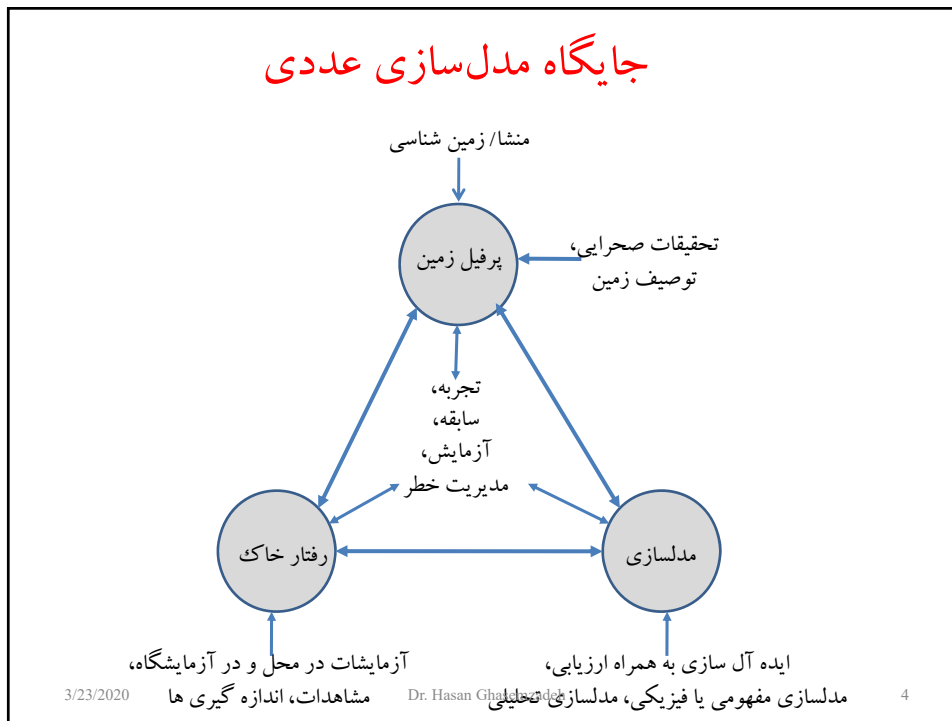 جایگاه مدل‌سازی عددی
منشا/ زمین شناسی
پرفیل زمین
تحقیقات صحرایی،
توصیف زمین
تجربه،
سابقه،
آزمایش،
مدیریت خطر
رفتار خاک
مدلسازی
آزمایشات در محل و در آزمایشگاه،
مشاهدات، اندازه گیری ها
ایده آل سازی به همراه ارزیابی،
مدلسازی مفهومی یا فیزیکی، مدلسازی تحلیلی
3/23/2020
Dr. Hasan Ghasemzadeh
4